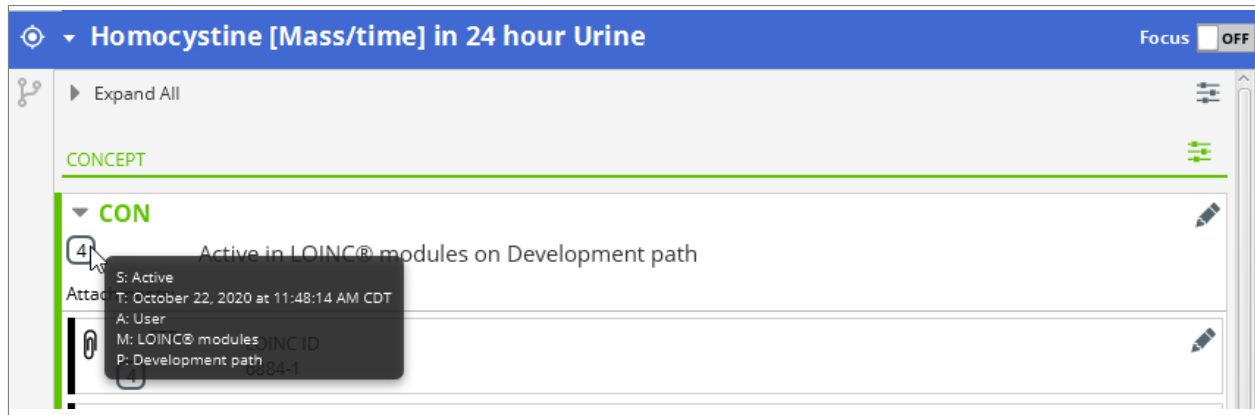 Homocystine [Mass/time] in 24 hour Urine
Focus OFF
Expand All
CONCEPT
CON
4
Active in LOINC® modules on Development path
S: Active
T: October 22, 2020 at 11:48:14 AM CDT
A: User
M: LOINC® modules
P: Development path
LOINC ID
6884-1
4